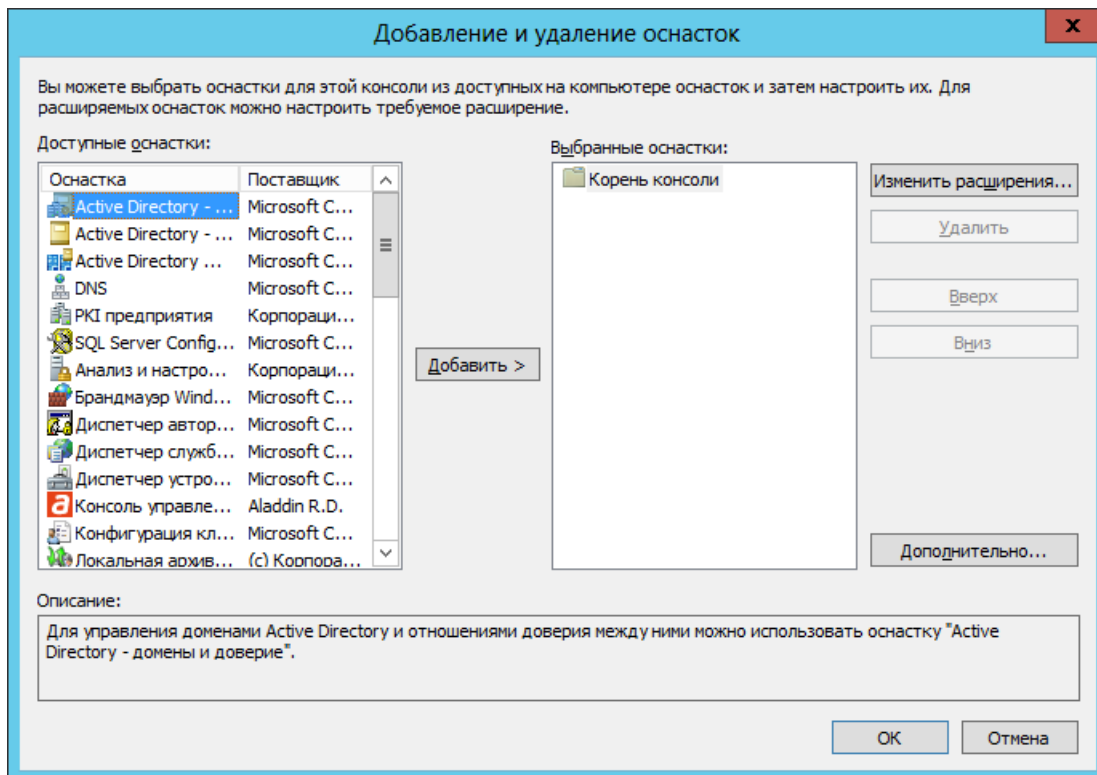 Добавление и удаление оснасток
x
Вы можете выбрать оснастки для этой консоли из доступных на компьютере оснасток и затем настроить их. Для
расширяемых оснасток можно настроить требуемое расширение.
Доступные оснастки:
Оснастка Поставщик
Active Directory - ... Microsoft C...
Active Directory - ... Microsoft C...
Active Directory ... Microsoft C...
DNS Microsoft C...
PKI предприятия Корпораци...
SQL Server Config... Microsoft C...
Анализ и настро... Корпораци...
Брандмауэр Wind... Microsoft C...
Диспетчер автор... Microsoft C...
Диспетчер служб... Microsoft C...
Диспетчер устро... Microsoft C...
Консоль управле... Aladdin R.D.
Конфигурация кл... Microsoft C...
Локальная архив... (c) Корпора...
Добавить >
Выбранные оснастки:
Корень консоли
Изменить расширения...
Удалить
Вверх
Вниз
Дополнительно...
Описание:
Для управления доменами Active Directory и отношениями доверия между ними можно использовать оснастку "Active
Directory - домены и доверие".
ОК
Отмена